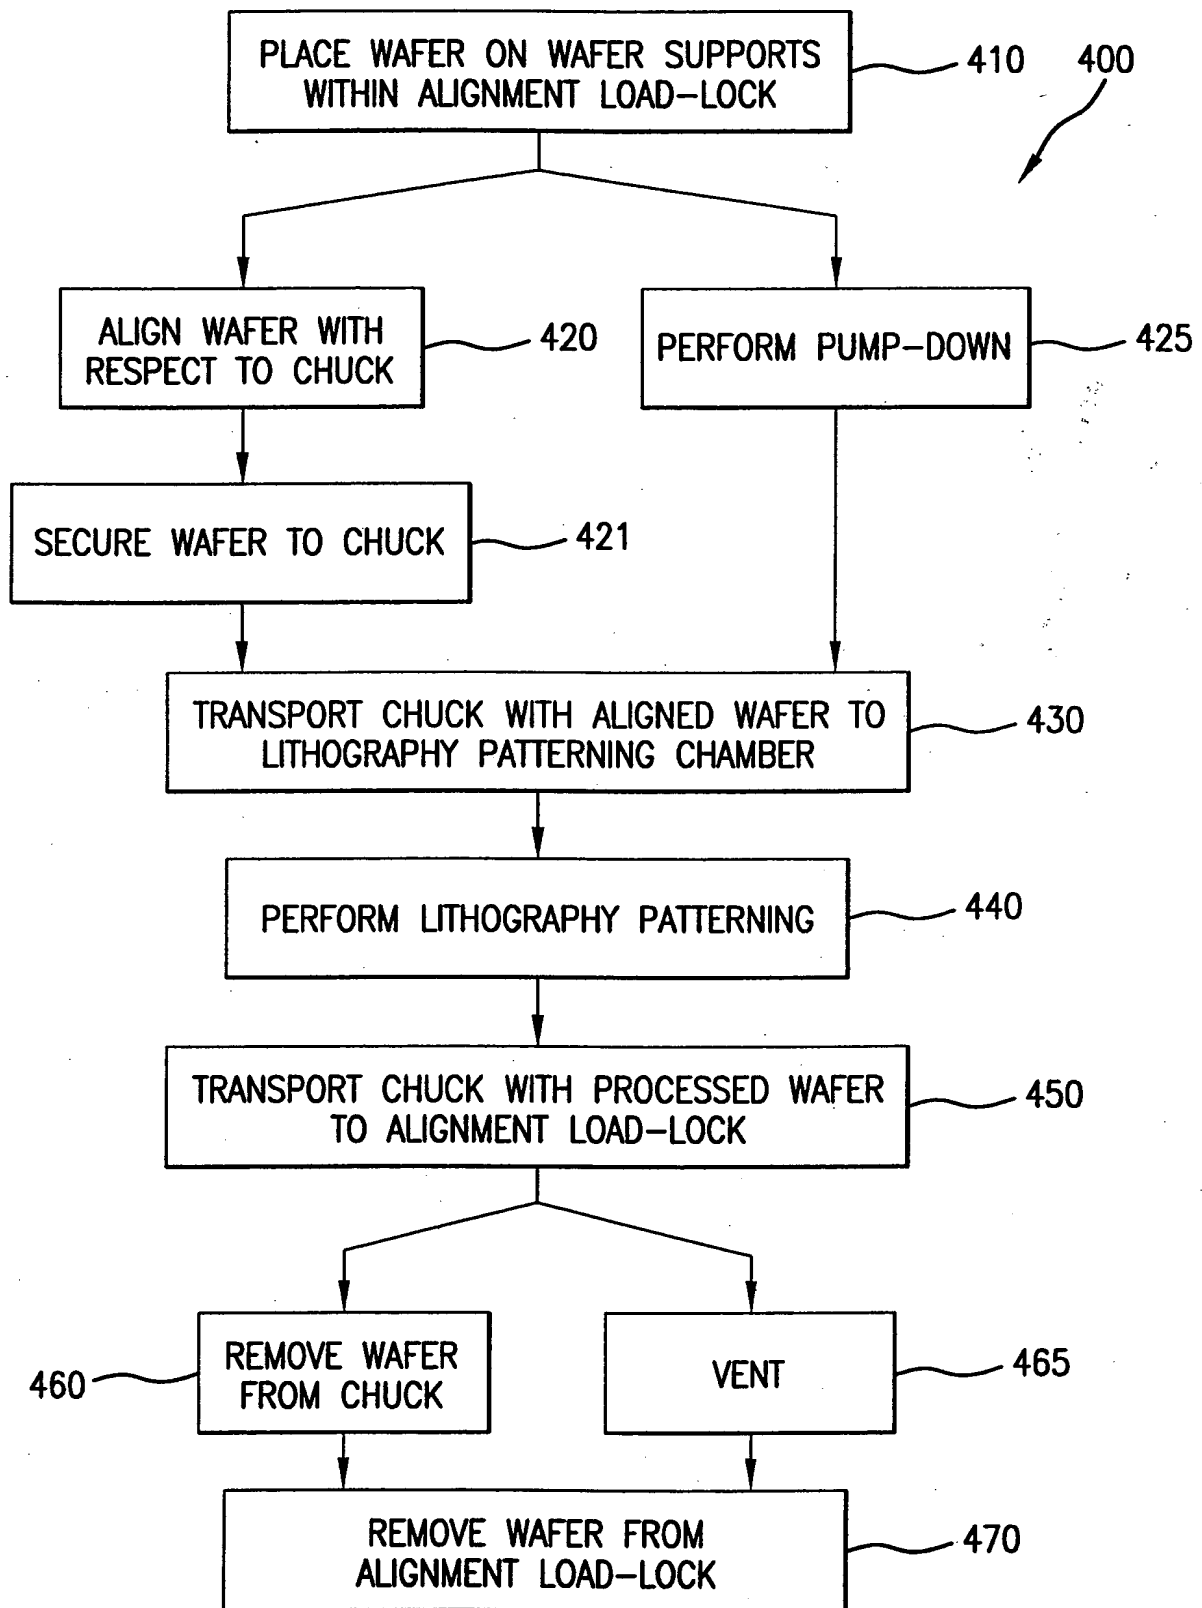 PLACE WAFER ON WAFER SUPPORTS
WITHIN ALIGNMENT LOAD-LOCK
410
400
ALIGN WAFER WITH
RESPECT TO CHUCK
420
PERFORM PUMP-DOWN
425
SECURE WAFER TO CHUCK
421
TRANSPORT CHUCK WITH ALIGNED WAFER TO
LITHOGRAPHY PATTERNING CHAMBER
430
PERFORM LITHOGRAPHY PATTERNING
440
TRANSPORT CHUCK WITH PROCESSED WAFER
TO ALIGNMENT LOAD-LOCK
450
460
REMOVE WAFER
FROM CHUCK
VENT
465
REMOVE WAFER FROM
ALIGNMENT LOAD-LOCK
470